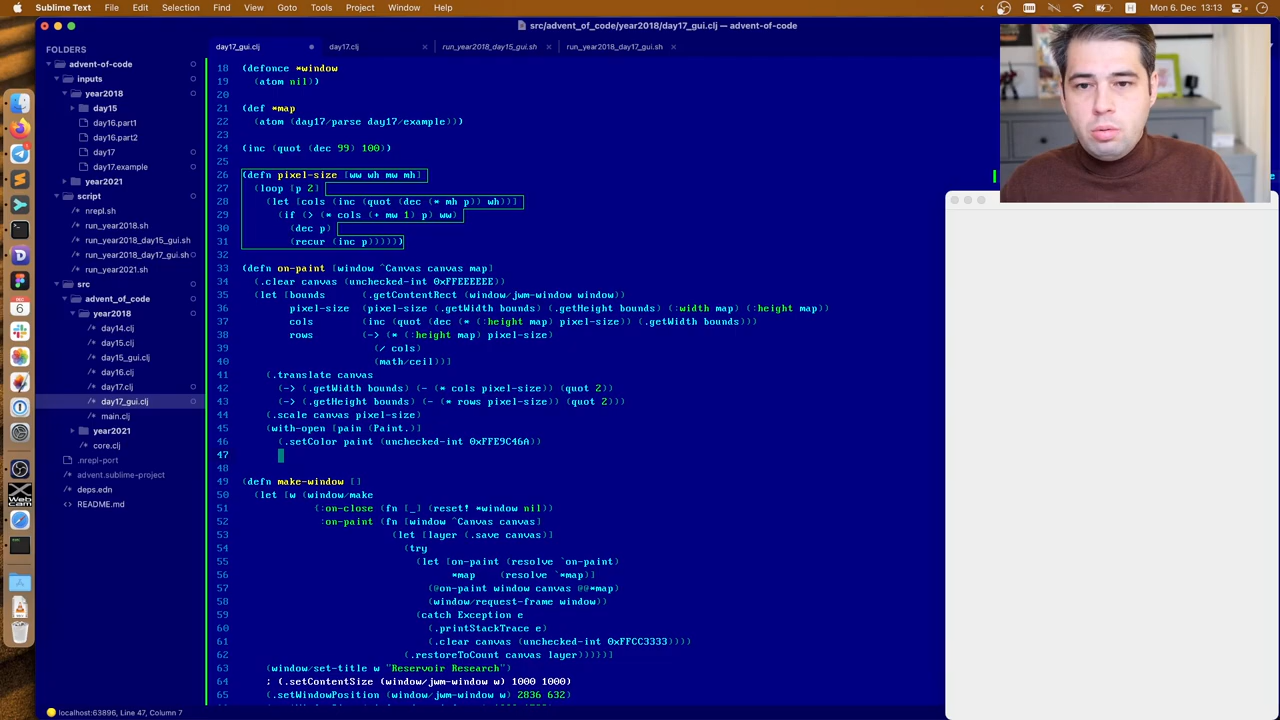 Sublime Text File Edit Selection Find View Goto Tools Project Window Help
Mon 6. Dec 13:13
src/advent_of_code/year2018/day17_gui.clj — advent-of-code
FOLDERS
advent-of-code
inputs
year2018
day15
day16.part1
day16.part2
day17
day17.example
year2021
script
nrepl.sh
run_year2018.sh
run_year2018_day15_gui.sh
run_year2018_day17_gui.sh
run_year2021.sh
src
advent_of_code
year2018
day14.clj
day15.clj
day15_gui.clj
day16.clj
day17.clj
day17_gui.clj
main.clj
year2021
core.clj
.nrepl-port
advent.sublime-project
deps.edn
README.md
day17_gui.clj day17.clj run_year2018_day15_gui.sh run_year2018_day17_gui.sh
18 (defonce *window
19 (atom nil))
20
21 (def *map
22 (atom (day17/parse day17/example)))
23
24 (inc (quot (dec 99) 100))
25
26 (defn pixel-size [ww wh mw mh]
27 (loop [p 2]
28 (let [cols (inc (quot (dec (* mh p)) wh))]
29 (if (> (* cols (+ mw 1) p) ww)
30 (dec p)
31 (recur (inc p))))))
32
33 (defn on-paint [window ^Canvas canvas map]
34 (.clear canvas (unchecked-int 0xFFEEEEEE))
35 (let [bounds (.getContentRect (window/jwm-window window))
36 pixel-size (pixel-size (.getWidth bounds) (.getHeight bounds) (:width map) (:height map))
37 cols (inc (quot (dec (* (:height map) pixel-size)) (.getWidth bounds)))
38 rows (-> (* (:height map) pixel-size)
39 (/ cols)
40 (math/ceil))]
41 (.translate canvas
42 (-> (.getWidth bounds) (- (* cols pixel-size)) (quot 2))
43 (-> (.getHeight bounds) (- (* rows pixel-size)) (quot 2)))
44 (.scale canvas pixel-size)
45 (with-open [pain (Paint.)]
46 (.setColor paint (unchecked-int 0xFFE9C46A))
47
48
49 (defn make-window []
50 (let [w (window/make
51 {:on-close (fn [_] (reset! *window nil))
52 :on-paint (fn [window ^Canvas canvas]
53 (let [layer (.save canvas)]
54 (try
55 (let [on-paint (resolve `on-paint)
56 *map (resolve `*map)]
57 (@on-paint window canvas @@*map)
58 (window/request-frame window))
59 (catch Exception e
60 (.printStackTrace e)
61 (.clear canvas (unchecked-int 0xFFCC3333))))
62 (.restoreToCount canvas layer)))})]
63 (window/set-title w "Reservoir Research")
64 ; (.setContentSize (window/jwm-window w) 1000 1000)
65 (.setWindowPosition (window/jwm-window w) 2836 632)
localhost:63896, Line 47, Column 7